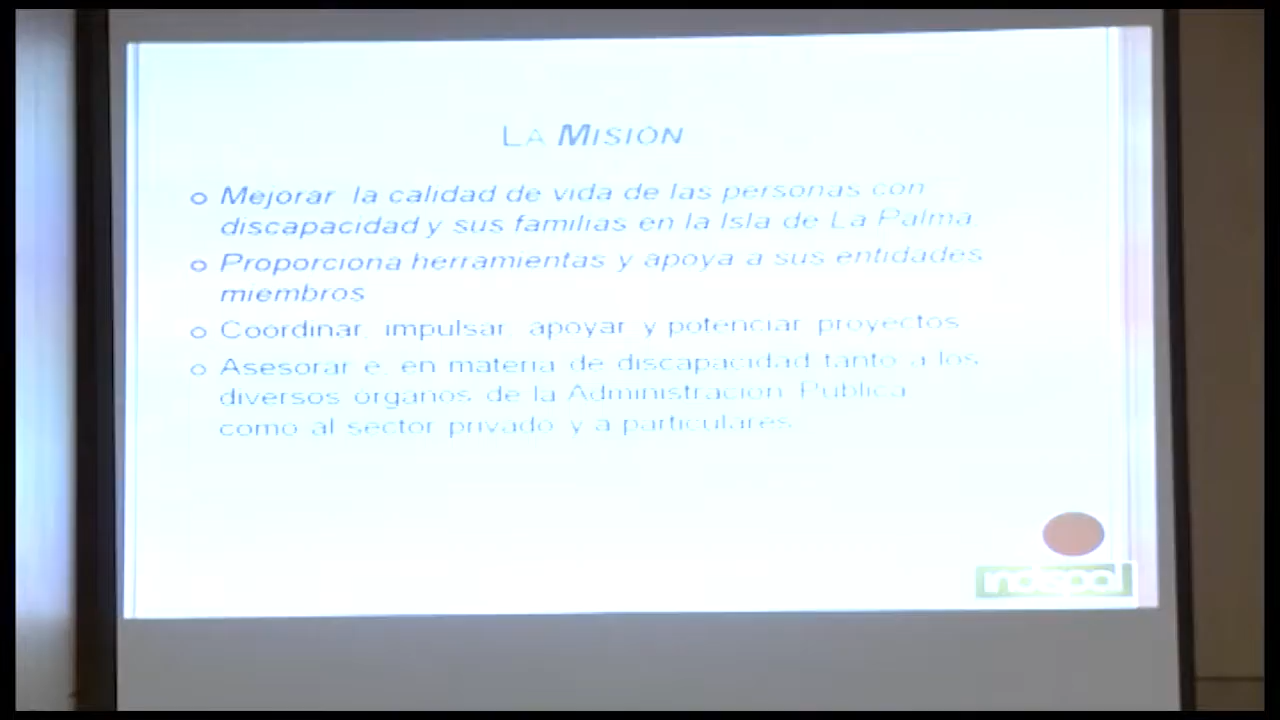 LA MISIÓN
Mejorar la calidad de vida de las personas con
discapacidad y sus familias en la Isla de La Palma.
Proporciona herramientas y apoya a sus entidades
miembros
Coordinar, impulsar, apoyar y potenciar proyectos
Asesorar e, en materia de discapacidad tanto a los
diversos órganos de la Administración Pública
como al sector privado y a particulares.
indispal